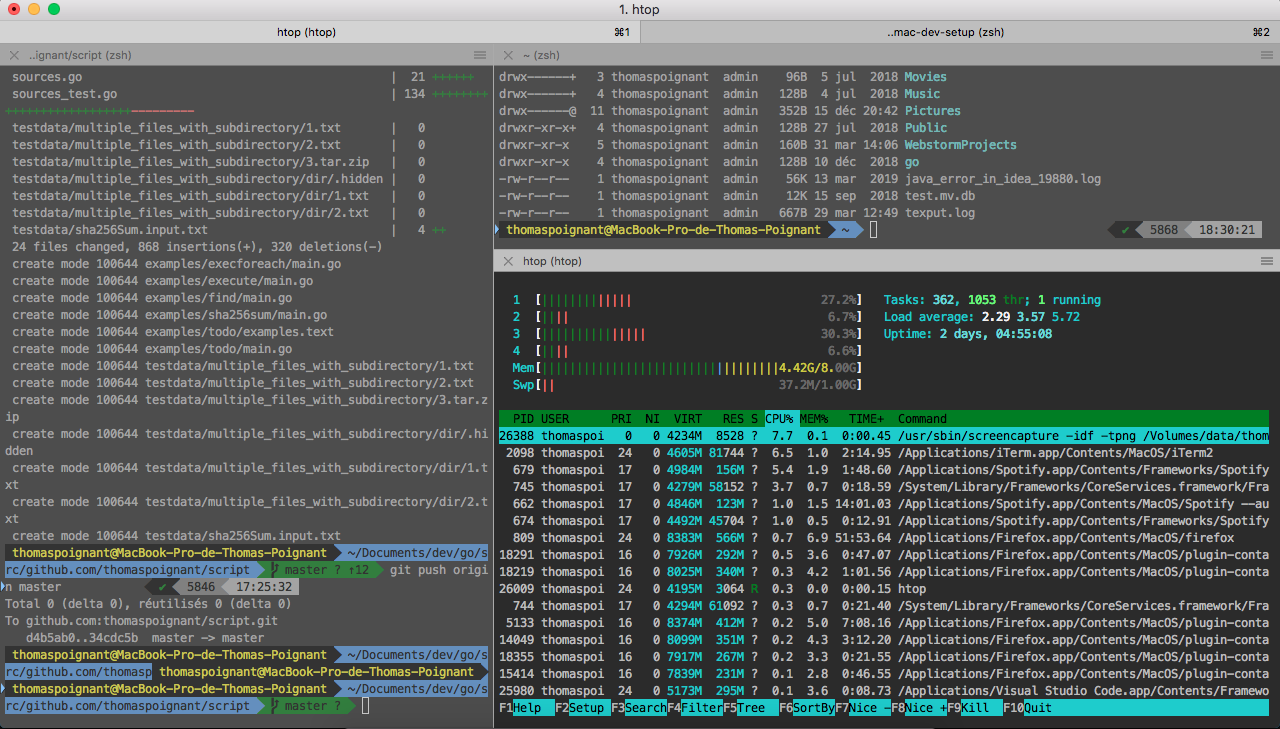 1. htop
htop (htop) ⌘1
..mac-dev-setup (zsh) ⌘2
..ignant/script (zsh)
sources.go | 21 ++++++
sources_test.go | 134 ++++++++
++++++++++++++++++---------
testdata/multiple_files_with_subdirectory/1.txt | 0
testdata/multiple_files_with_subdirectory/2.txt | 0
testdata/multiple_files_with_subdirectory/3.tar.zip | 0
testdata/multiple_files_with_subdirectory/dir/.hidden | 0
testdata/multiple_files_with_subdirectory/dir/1.txt | 0
testdata/multiple_files_with_subdirectory/dir/2.txt | 0
testdata/sha256Sum.input.txt | 4 ++
24 files changed, 868 insertions(+), 320 deletions(-)
create mode 100644 examples/execforeach/main.go
create mode 100644 examples/execute/main.go
create mode 100644 examples/find/main.go
create mode 100644 examples/sha256sum/main.go
create mode 100644 examples/todo/examples.text
create mode 100644 examples/todo/main.go
create mode 100644 testdata/multiple_files_with_subdirectory/1.txt
create mode 100644 testdata/multiple_files_with_subdirectory/2.txt
create mode 100644 testdata/multiple_files_with_subdirectory/3.tar.z
ip
create mode 100644 testdata/multiple_files_with_subdirectory/dir/.hi
dden
create mode 100644 testdata/multiple_files_with_subdirectory/dir/1.t
xt
create mode 100644 testdata/multiple_files_with_subdirectory/dir/2.t
xt
create mode 100644 testdata/sha256Sum.input.txt
thomaspoignant@MacBook-Pro-de-Thomas-Poignant ~/Documents/dev/go/s
rc/github.com/thomaspoignant/script master ? ↑12 git push origi
n master ✔ 5846 17:25:32
Total 0 (delta 0), réutilisés 0 (delta 0)
To github.com:thomaspoignant/script.git
d4b5ab0..34cdc5b master -> master
thomaspoignant@MacBook-Pro-de-Thomas-Poignant ~/Documents/dev/go/s
rc/github.com/thomasp thomaspoignant@MacBook-Pro-de-Thomas-Poignant
thomaspoignant@MacBook-Pro-de-Thomas-Poignant ~/Documents/dev/go/s
rc/github.com/thomaspoignant/script master ?
~ (zsh)
drwx------+ 3 thomaspoignant admin 96B 5 jul 2018 Movies
drwx------+ 4 thomaspoignant admin 128B 4 jul 2018 Music
drwx------@ 11 thomaspoignant admin 352B 15 déc 20:42 Pictures
drwxr-xr-x+ 4 thomaspoignant admin 128B 27 jul 2018 Public
drwxr-xr-x 5 thomaspoignant admin 160B 31 mar 14:06 WebstormProjects
drwxr-xr-x 4 thomaspoignant admin 128B 10 déc 2018 go
-rw-r--r-- 1 thomaspoignant admin 56K 13 mar 2019 java_error_in_idea_19880.log
-rw-r--r-- 1 thomaspoignant admin 12K 15 sep 2018 test.mv.db
-rw-r--r-- 1 thomaspoignant admin 667B 29 mar 12:49 texput.log
thomaspoignant@MacBook-Pro-de-Thomas-Poignant ~ ✔ 5868 18:30:21
htop (htop)
1 [||||||||||||| 27.2%] Tasks: 362, 1053 thr; 1 running
2 [|||| 6.7%] Load average: 2.29 3.57 5.72
3 [||||||||||||||| 30.3%] Uptime: 2 days, 04:55:08
4 [|||| 6.6%]
Mem[||||||||||||||||||||||||||||||||||4.42G/8.00G]
Swp[|| 37.2M/1.00G]
PID USER PRI NI VIRT RES S CPU% MEM% TIME+ Command
26388 thomaspoi 0 0 4234M 8528 ? 7.7 0.1 0:00.45 /usr/sbin/screencapture -idf -tpng /Volumes/data/thom
2098 thomaspoi 24 0 4605M 81744 ? 6.5 1.0 2:14.95 /Applications/iTerm.app/Contents/MacOS/iTerm2
679 thomaspoi 17 0 4984M 156M ? 5.4 1.9 1:48.60 /Applications/Spotify.app/Contents/Frameworks/Spotify
745 thomaspoi 17 0 4279M 58152 ? 3.7 0.7 0:18.59 /System/Library/Frameworks/CoreServices.framework/Fra
662 thomaspoi 17 0 4846M 123M ? 1.0 1.5 14:01.03 /Applications/Spotify.app/Contents/MacOS/Spotify --au
674 thomaspoi 17 0 4492M 45704 ? 1.0 0.5 0:12.91 /Applications/Spotify.app/Contents/Frameworks/Spotify
809 thomaspoi 24 0 8383M 566M ? 0.7 6.9 51:53.64 /Applications/Firefox.app/Contents/MacOS/firefox
18291 thomaspoi 16 0 7926M 292M ? 0.5 3.6 0:47.07 /Applications/Firefox.app/Contents/MacOS/plugin-conta
18219 thomaspoi 16 0 8025M 340M ? 0.3 4.2 1:01.56 /Applications/Firefox.app/Contents/MacOS/plugin-conta
26009 thomaspoi 24 0 4195M 3064 R 0.3 0.0 0:00.15 htop
744 thomaspoi 17 0 4294M 61092 ? 0.3 0.7 0:21.40 /System/Library/Frameworks/CoreServices.framework/Fra
5133 thomaspoi 16 0 8374M 412M ? 0.2 5.0 7:08.16 /Applications/Firefox.app/Contents/MacOS/plugin-conta
14049 thomaspoi 16 0 8099M 351M ? 0.2 4.3 3:12.20 /Applications/Firefox.app/Contents/MacOS/plugin-conta
18355 thomaspoi 16 0 7917M 267M ? 0.2 3.3 0:21.55 /Applications/Firefox.app/Contents/MacOS/plugin-conta
15414 thomaspoi 16 0 7839M 231M ? 0.1 2.8 0:46.55 /Applications/Firefox.app/Contents/MacOS/plugin-conta
25980 thomaspoi 24 0 5173M 295M ? 0.1 3.6 0:08.73 /Applications/Visual Studio Code.app/Contents/Framewo
F1Help F2Setup F3SearchF4FilterF5Tree F6SortByF7Nice -F8Nice +F9Kill F10Quit